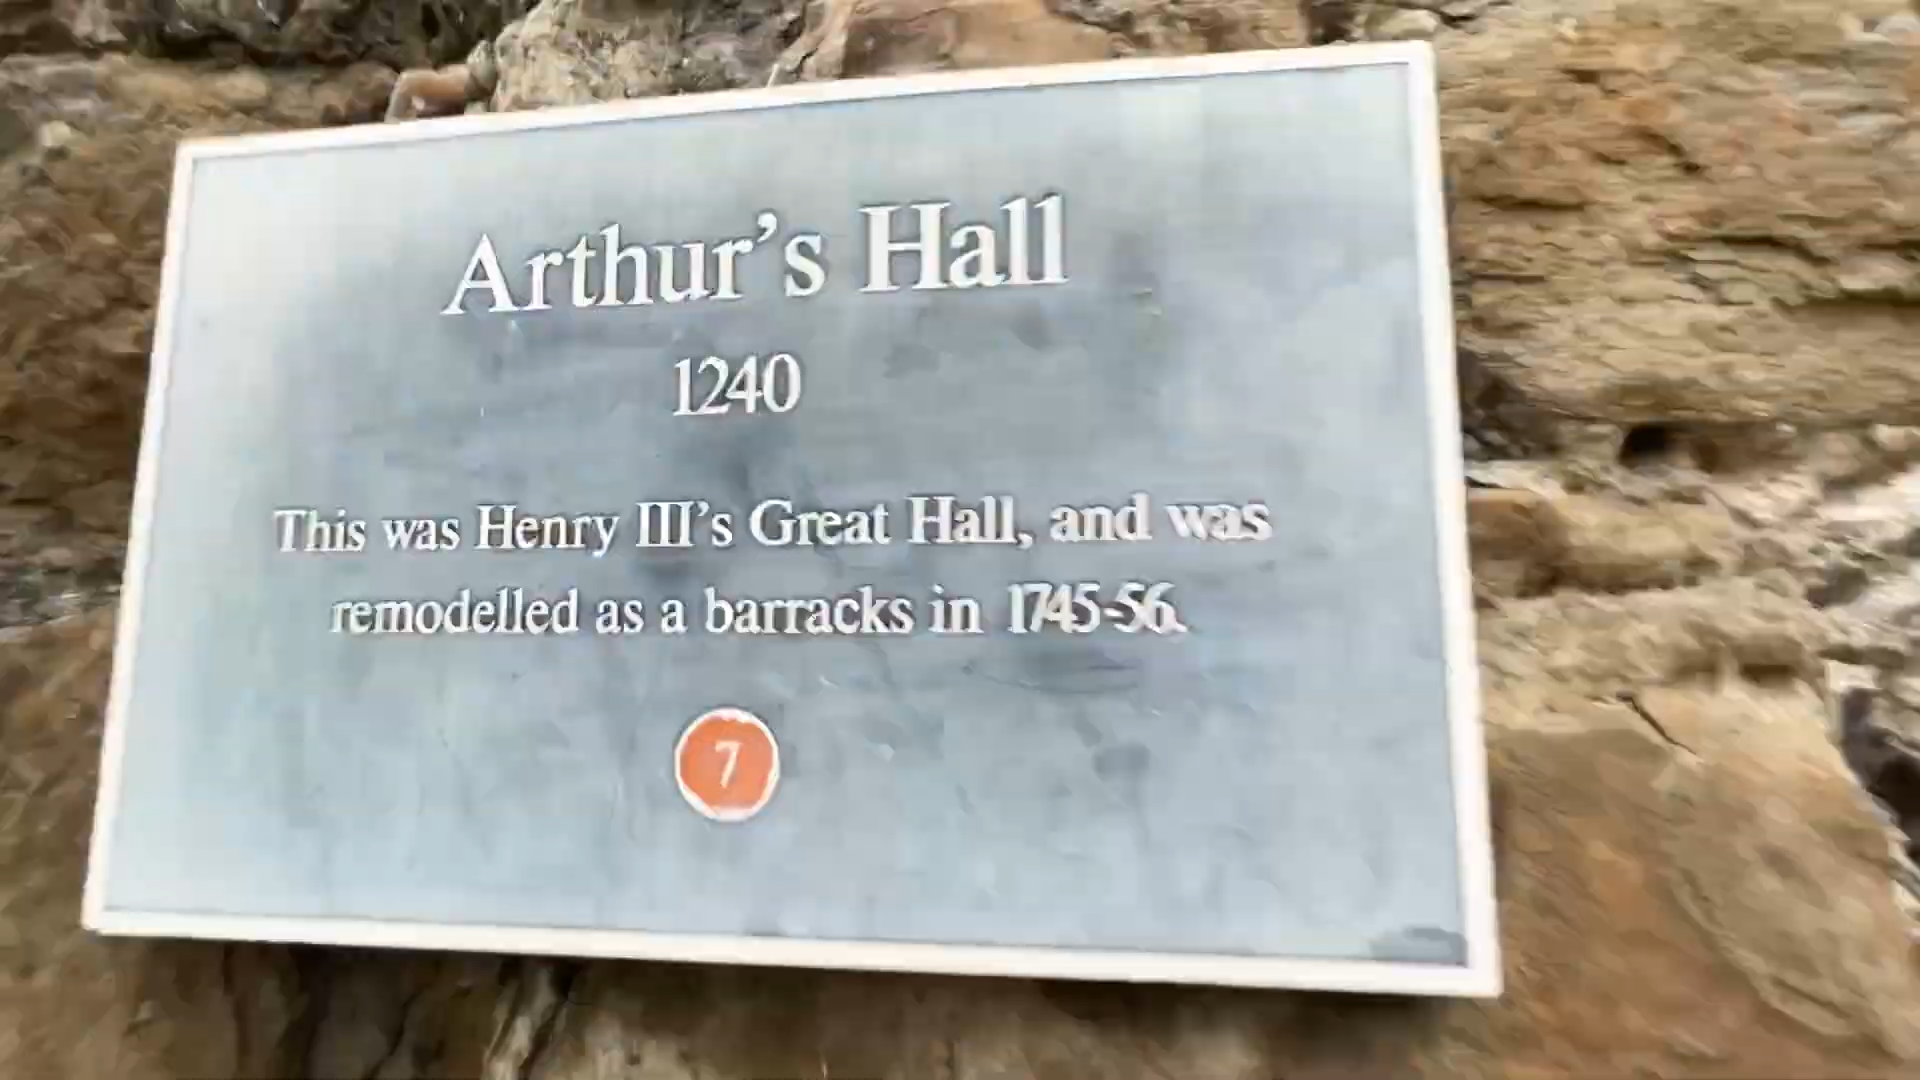 Arthur's Hall
1240
This was Henry III's Great Hall, and was
remodelled as a barracks in 1745-56.
7